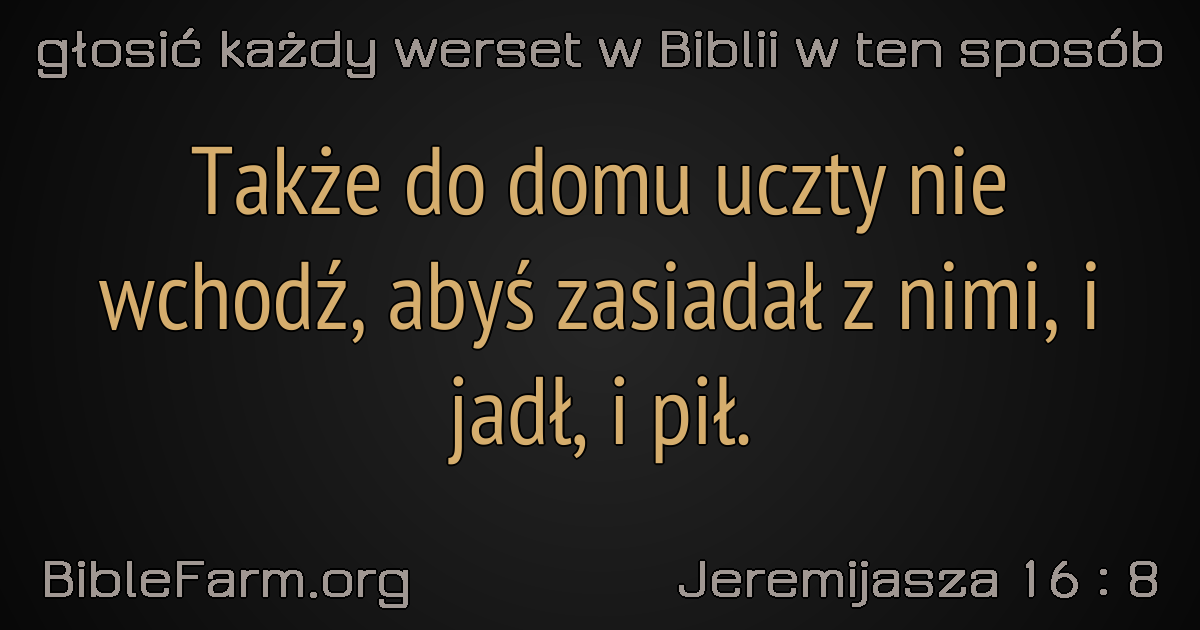 głosić każdy werset w Biblii w ten sposób
Także do domu uczty nie
wchodź, abyś zasiadał z nimi, i
jadł, i pił.
BibleFarm.org
Jeremijasza 16 : 8